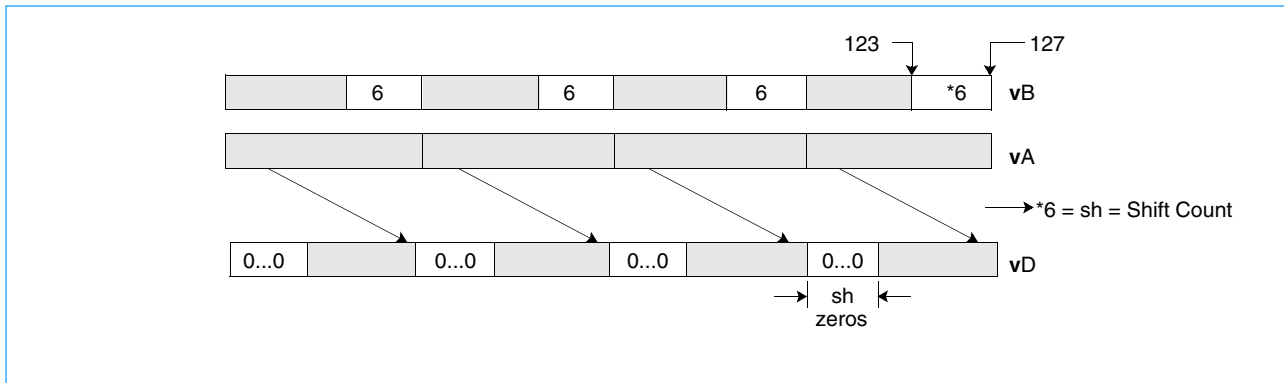 123 127
6 6 6 *6 vB
vA
*6 = sh = Shift Count
0...0 0...0 0...0 0...0 vD
sh
zeros